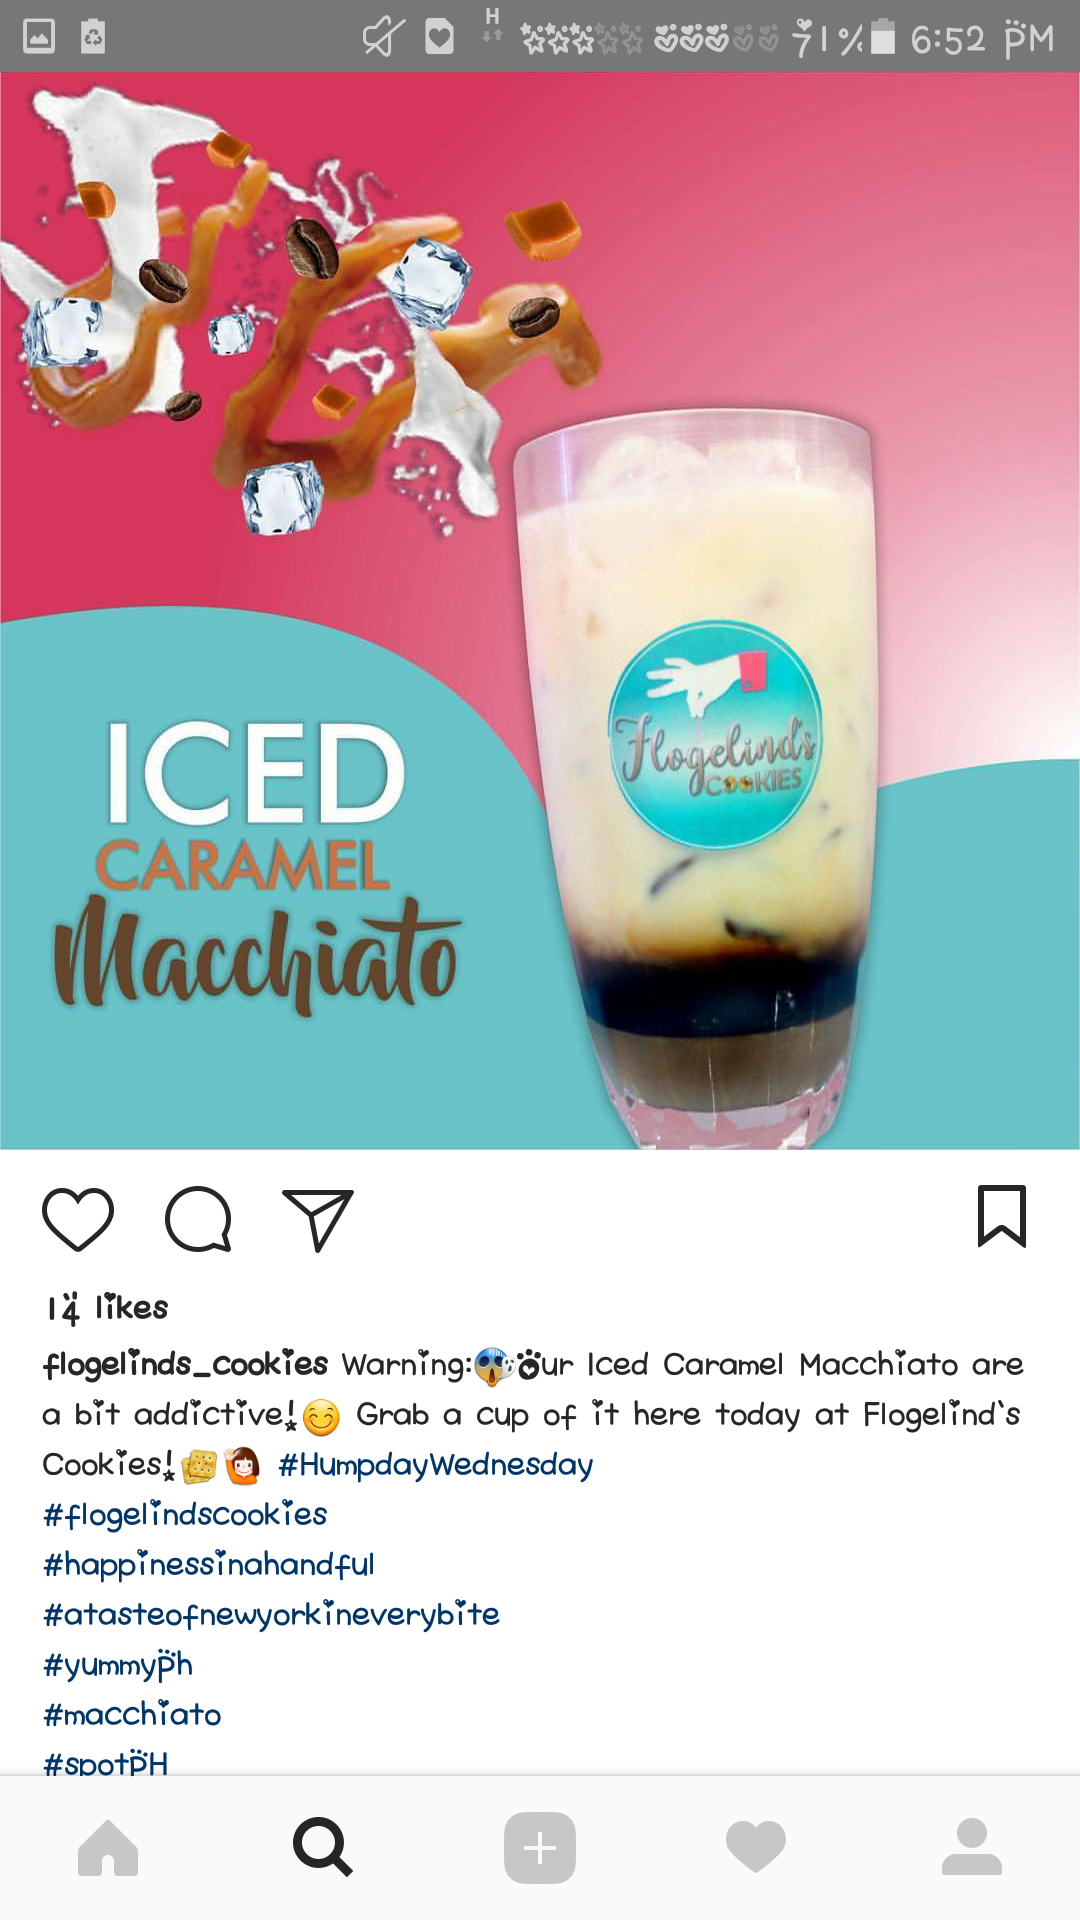 H 71% 6:52 PM
Flogelind's
COOKIES
ICED
CARAMEL
Macchiato
14 likes
flogelinds_cookies Warning:😱Our Iced Caramel Macchiato are
a bit addictive!😊 Grab a cup of it here today at Flogelind's
Cookies!🙋 #HumpdayWednesday
#flogelindscookies
#happinessinahandful
#atasteofnewyorkineverybite
#yummyPh
#macchiato
#spotPH